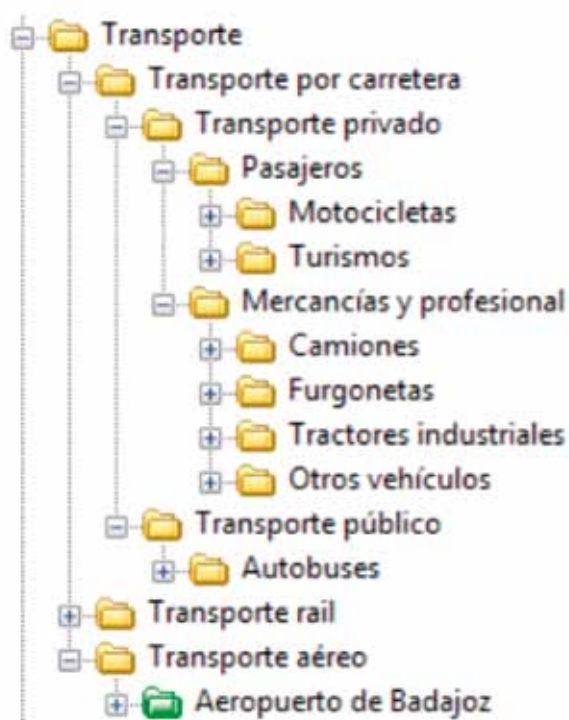 Transporte
Transporte por carretera
Transporte privado
Pasajeros
Motocicletas
Turismos
Mercancías y profesional
Camiones
Furgonetas
Tractores industriales
Otros vehículos
Transporte público
Autobuses
Transporte rail
Transporte aéreo
Aeropuerto de Badajoz